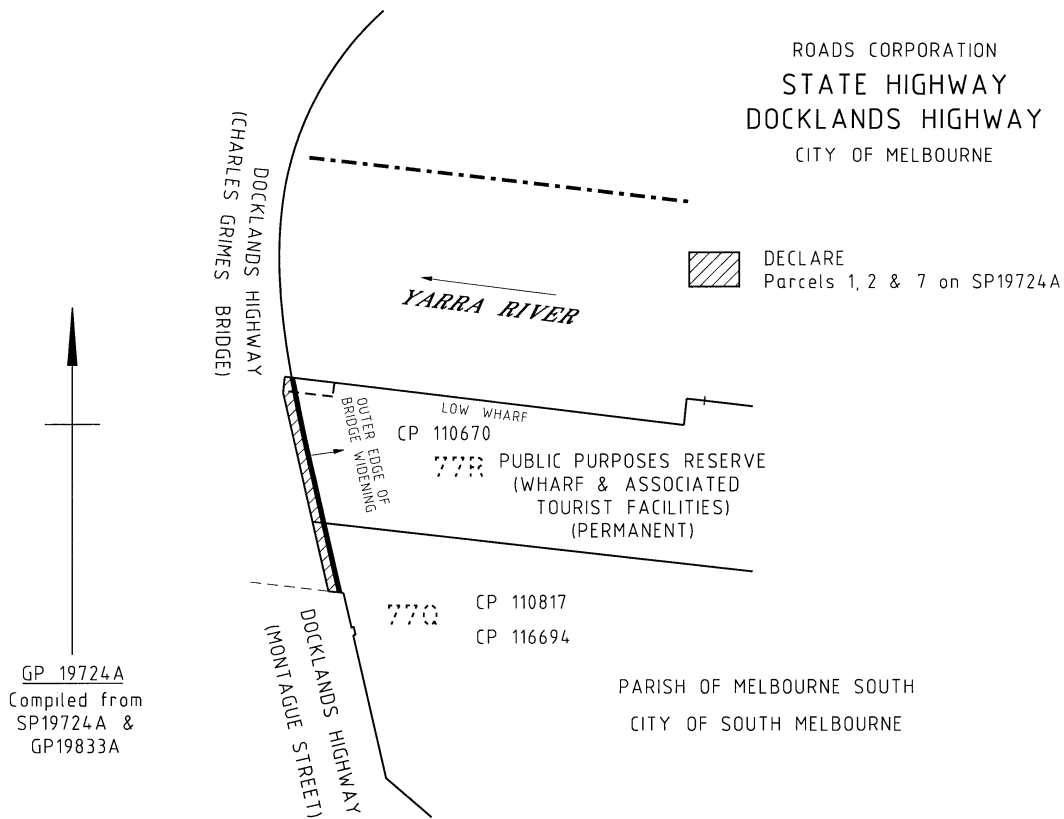 ROADS CORPORATION
STATE HIGHWAY
DOCKLANDS HIGHWAY
CITY OF MELBOURNE
DOCKLANDS HIGHWAY
(CHARLES GRIMES BRIDGE)
DECLARE
Parcels 1, 2 & 7 on SP19724A
YARRA RIVER
LOW WHARF
OUTER EDGE OF
BRIDGE WIDENING
CP 110670
77R
PUBLIC PURPOSES RESERVE
(WHARF & ASSOCIATED
TOURIST FACILITIES)
(PERMANENT)
77Q
CP 110817
CP 116694
DOCKLANDS HIGHWAY
(MONTAGUE STREET)
GP 19724A
Compiled from
SP19724A &
GP19833A
PARISH OF MELBOURNE SOUTH
CITY OF SOUTH MELBOURNE